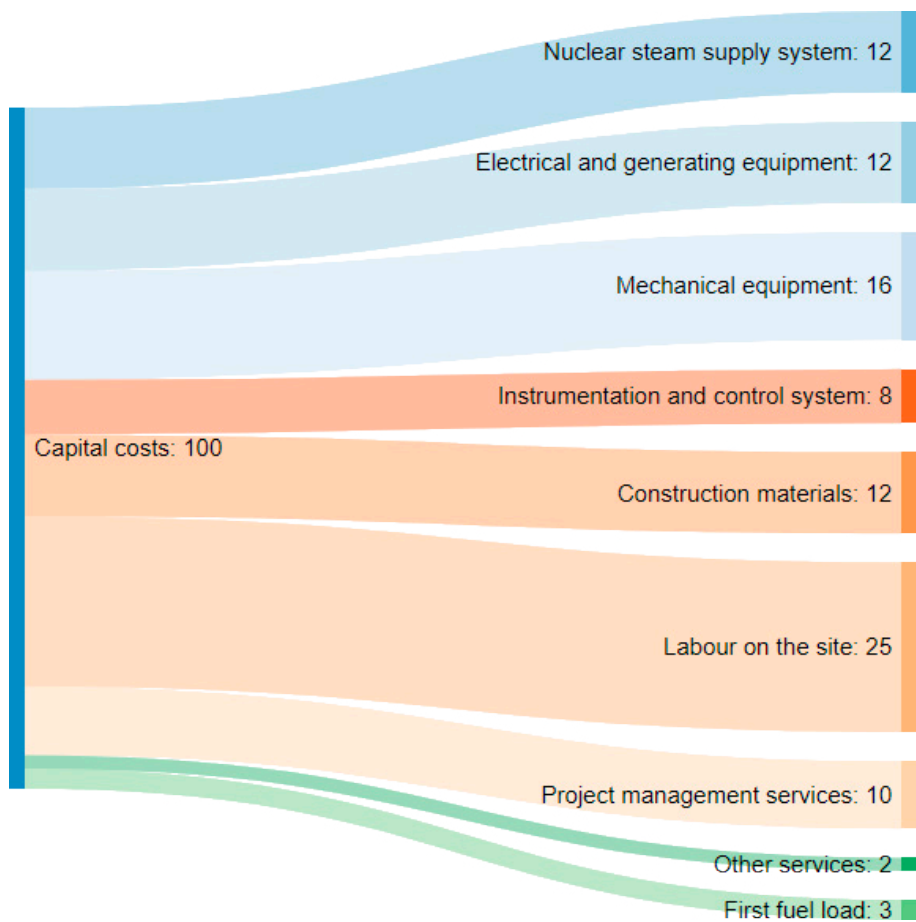 Nuclear steam supply system: 12
Electrical and generating equipment: 12
Mechanical equipment: 16
Instrumentation and control system: 8
Capital costs: 100
Construction materials: 12
Labour on the site: 25
Project management services: 10
Other services: 2
First fuel load: 3